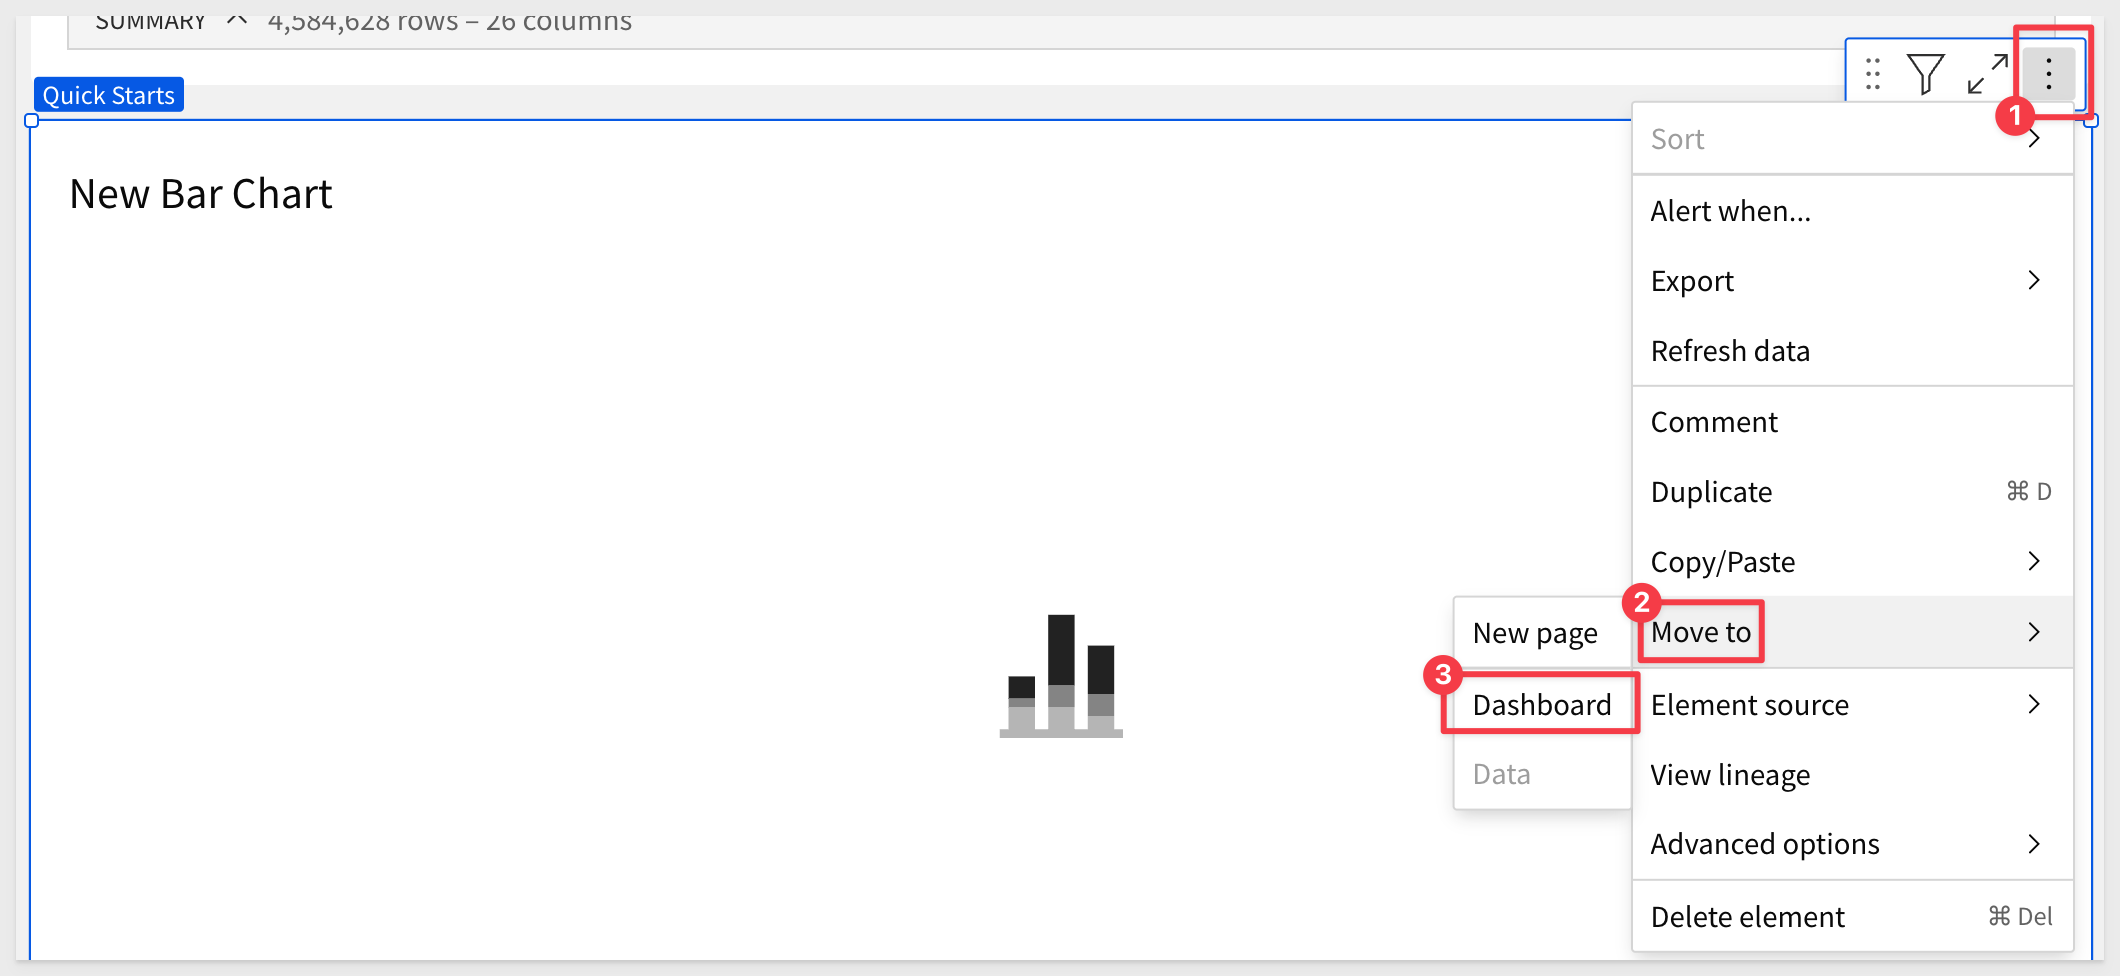 SUMMARY 4,584,628 rows – 26 columns
Quick Starts
New Bar Chart
1
Sort
Alert when...
Export
Refresh data
Comment
Duplicate ⌘ D
Copy/Paste
2
Move to
New page
3
Dashboard
Data
Element source
View lineage
Advanced options
Delete element ⌘ Del